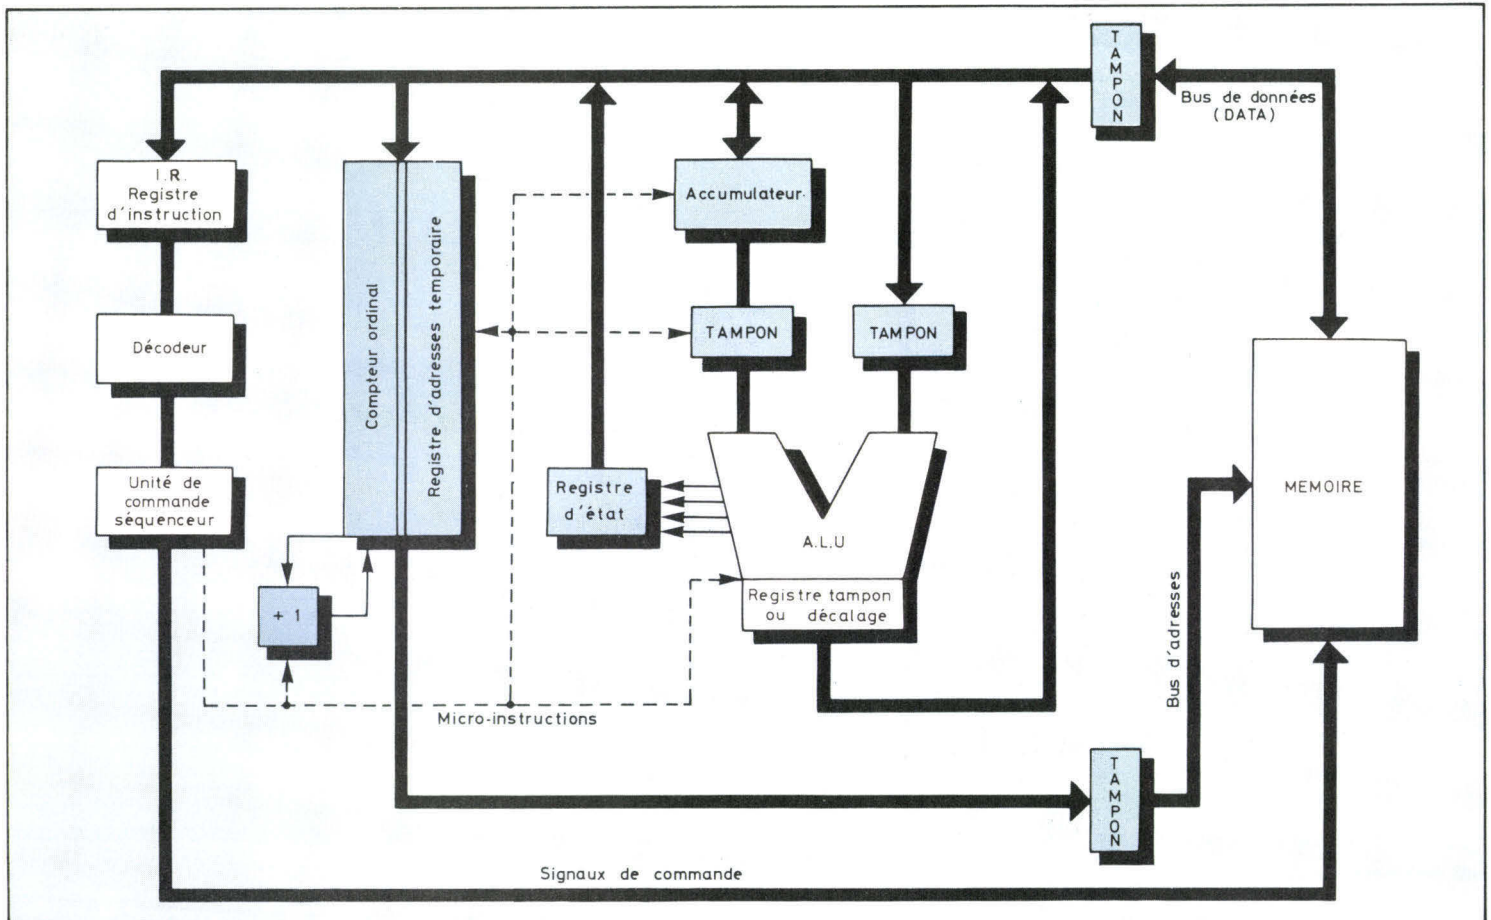 TAMPON
Bus de données
(DATA)
I.R.
Registre
d'instruction
Compteur ordinal
Registre d'adresses temporaire
Accumulateur
Décodeur
TAMPON
TAMPON
Unité de
commande
séquenceur
Registre
d'état
A.L.U
MEMOIRE
+ 1
Registre tampon
ou décalage
Micro-instructions
Bus d'adresses
TAMPON
Signaux de commande